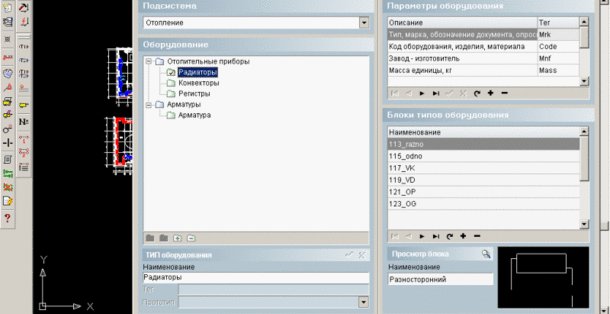 Подсистема
Отопление
Оборудование
Отопительные приборы
Радиаторы
Конвекторы
Регистры
Арматуры
Арматура
ТИП оборудования
Наименование
Радиаторы
Тег
Прототип
Параметры оборудования
Описание Тег
Тип, марка, обозначение документа, опрос Mrk
Код оборудования, изделия, материала Code
Завод - изготовитель Mnf
Масса единицы, кг Mass
Блоки типов оборудования
Наименование
113_razno
115_odno
117_VK
119_VD
121_OP
123_OG
Просмотр блока
Наименование
Разносторонний
Y
X